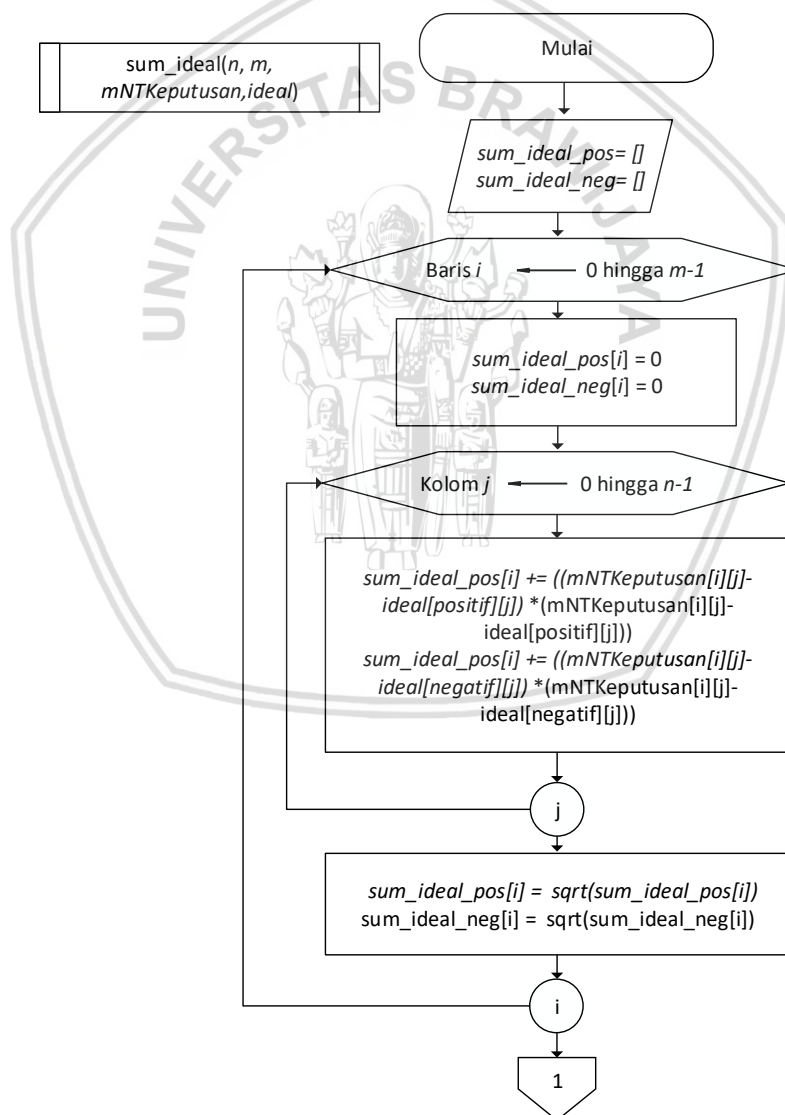 sum_ideal(n, m,
mNTKeputusan,ideal)
Mulai
UNIVERSITAS BRAWIJAYA
sum_ideal_pos= []
sum_ideal_neg= []
Baris i 0 hingga m-1
sum_ideal_pos[i] = 0
sum_ideal_neg[i] = 0
Kolom j 0 hingga n-1
sum_ideal_pos[i] += ((mNTKeputusan[i][j]-
ideal[positif][j]) *(mNTKeputusan[i][j]-
ideal[positif][j]))
sum_ideal_pos[i] += ((mNTKeputusan[i][j]-
ideal[negatif][j]) *(mNTKeputusan[i][j]-
ideal[negatif][j]))
j
sum_ideal_pos[i] = sqrt(sum_ideal_pos[i])
sum_ideal_neg[i] = sqrt(sum_ideal_neg[i])
i
1